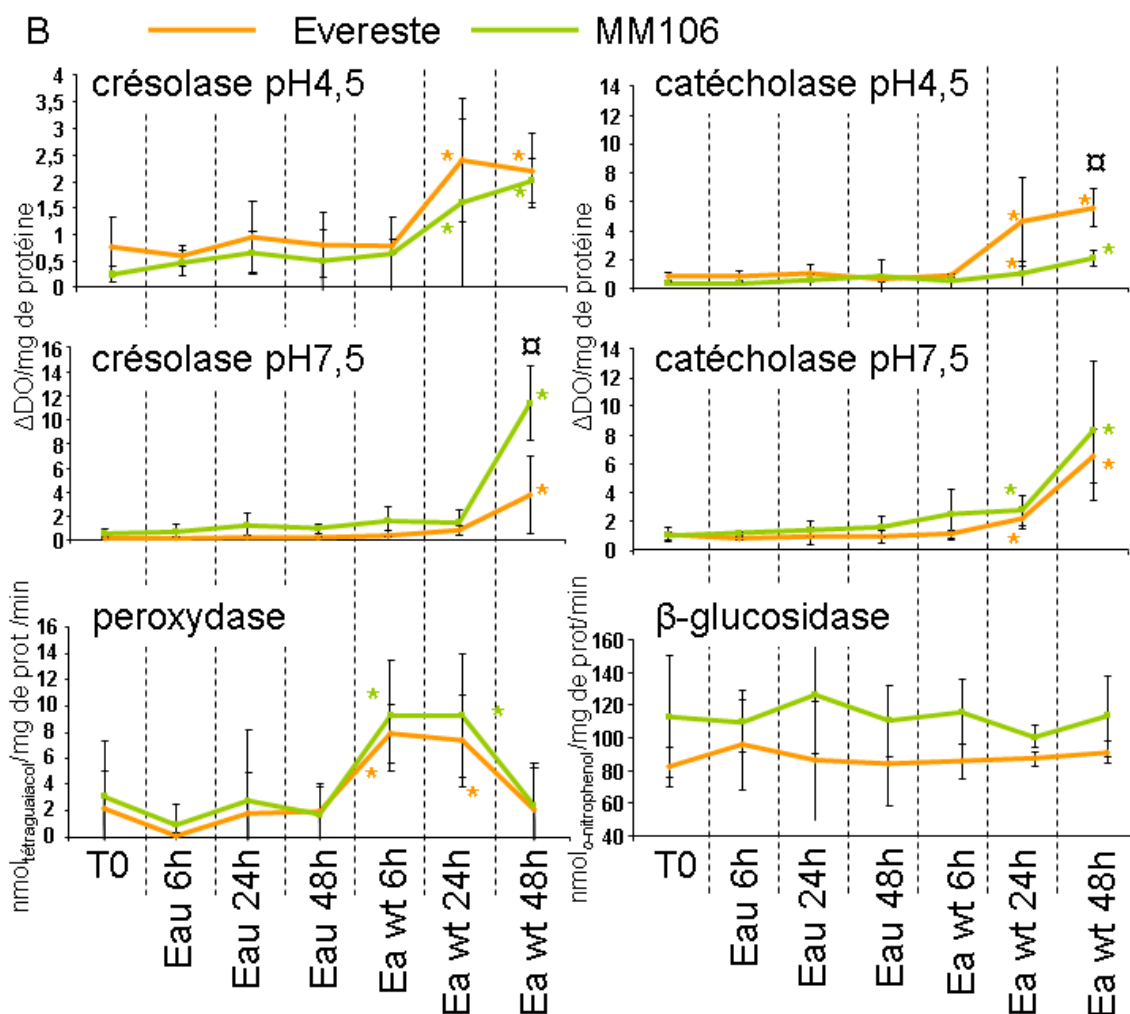 B Evereste MM106
crésolase pH4,5
4
3,5
3
2,5
2
1,5
1
0,5
0
ΔDO/mg de protéine
catécholase pH4,5
14
12
10
8
6
4
2
0
¤
ΔDO/mg de protéine
crésolase pH7,5
16
14
12
10
8
6
4
2
0
¤
catécholase pH7,5
14
12
10
8
6
4
2
0
peroxydase
16
14
12
10
8
6
4
2
0
nmol tétraguaiacol/mg de prot /min
β-glucosidase
160
140
120
100
80
60
40
nmol o-nitrophenol/mg de prot/min
T0
Eau 6h
Eau 24h
Eau 48h
Ea wt 6h
Ea wt 24h
Ea wt 48h
T0
Eau 6h
Eau 24h
Eau 48h
Ea wt 6h
Ea wt 24h
Ea wt 48h